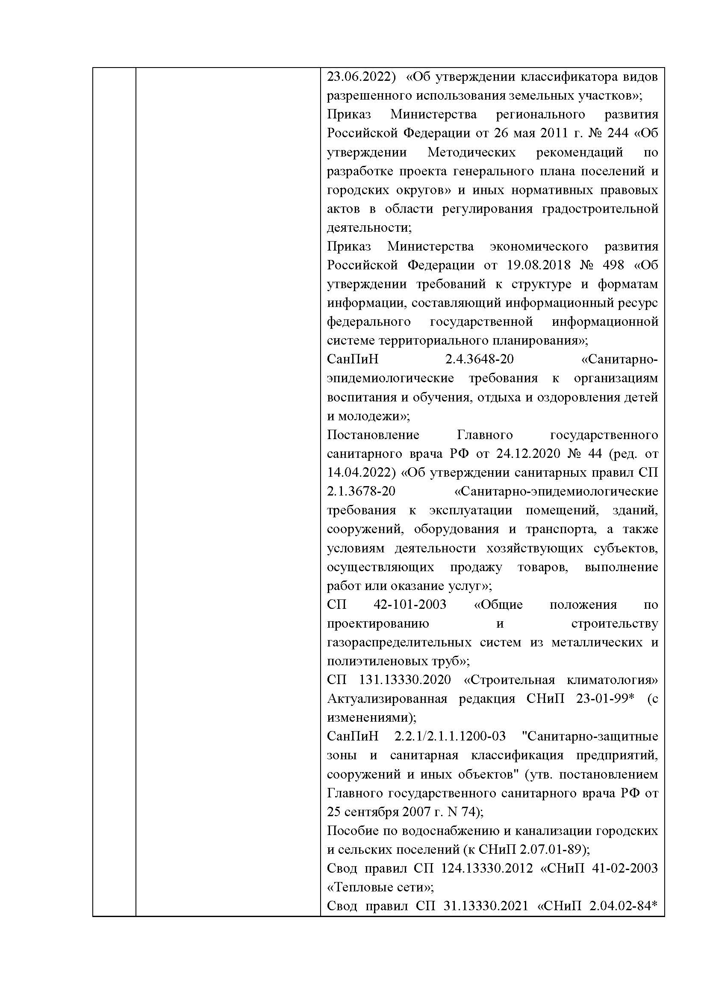 23.06.2022) «Об утверждении классификатора видов
разрешенного использования земельных участков»;
Приказ Министерства регионального развития
Российской Федерации от 26 мая 2011 г. № 244 «Об
утверждении Методических рекомендаций по
разработке проекта генерального плана поселений и
городских округов» и иных нормативных правовых
актов в области регулирования градостроительной
деятельности;
Приказ Министерства экономического развития
Российской Федерации от 19.08.2018 № 498 «Об
утверждении требований к структуре и форматам
информации, составляющий информационный ресурс
федерального государственной информационной
системе территориального планирования»;
СанПиН 2.4.3648-20 «Санитарно-
эпидемиологические требования к организациям
воспитания и обучения, отдыха и оздоровления детей
и молодежи»;
Постановление Главного государственного
санитарного врача РФ от 24.12.2020 № 44 (ред. от
14.04.2022) «Об утверждении санитарных правил СП
2.1.3678-20 «Санитарно-эпидемиологические
требования к эксплуатации помещений, зданий,
сооружений, оборудования и транспорта, а также
условиям деятельности хозяйствующих субъектов,
осуществляющих продажу товаров, выполнение
работ или оказание услуг»;
СП 42-101-2003 «Общие положения по
проектированию и строительству
газораспределительных систем из металлических и
полиэтиленовых труб»;
СП 131.13330.2020 «Строительная климатология»
Актуализированная редакция СНиП 23-01-99* (с
изменениями);
СанПиН 2.2.1/2.1.1.1200-03 "Санитарно-защитные
зоны и санитарная классификация предприятий,
сооружений и иных объектов" (утв. постановлением
Главного государственного санитарного врача РФ от
25 сентября 2007 г. N 74);
Пособие по водоснабжению и канализации городских
и сельских поселений (к СНиП 2.07.01-89);
Свод правил СП 124.13330.2012 «СНиП 41-02-2003
«Тепловые сети»;
Свод правил СП 31.13330.2021 «СНиП 2.04.02-84*